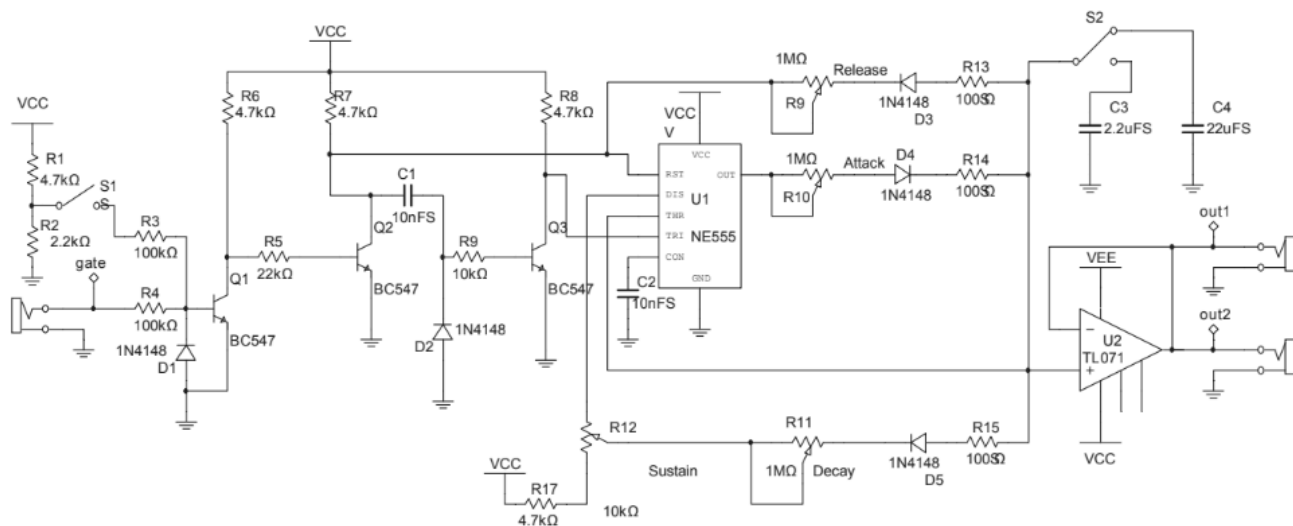 VCC
R1
4.7kΩ
S1
S
R2
2.2kΩ
R3
100kΩ
gate
R4
100kΩ
1N4148
D1
Q1
BC547
R6
4.7kΩ
R5
22kΩ
VCC
R7
4.7kΩ
C1
10nFS
Q2
BC547
1N4148
D2
R9
10kΩ
R8
4.7kΩ
Q3
BC547
VCC
V
VCC
RST
DIS
THR
TRI
CON
OUT
GND
U1
NE555
C2
10nFS
1MΩ
Release
R9
1N4148
D3
R13
100SΩ
1MΩ
Attack
R10
D4
1N4148
R14
100SΩ
S2
C3
2.2uFS
C4
22uFS
out1
VEE
out2
U2
TL071
VCC
R12
10kΩ
Sustain
R11
1MΩ
Decay
1N4148
D5
R15
100SΩ
VCC
R17
4.7kΩ